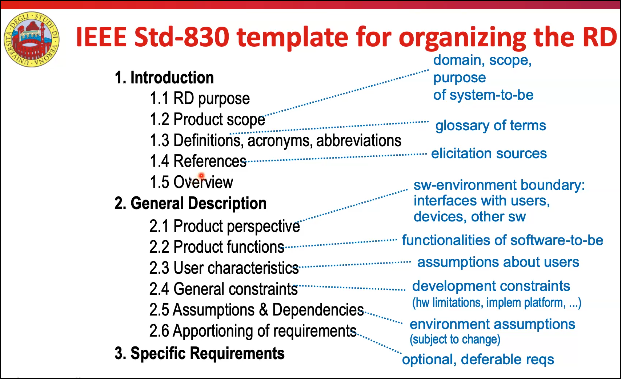 IEEE Std-830 template for organizing the RD
1. Introduction
1.1 RD purpose
1.2 Product scope
domain, scope,
purpose
of system-to-be
1.3 Definitions, acronyms, abbreviations
glossary of terms
1.4 References
elicitation sources
1.5 Overview
2. General Description
2.1 Product perspective
sw-environment boundary:
interfaces with users,
devices, other sw
2.2 Product functions
functionalities of software-to-be
2.3 User characteristics
assumptions about users
2.4 General constraints
development constraints
(hw limitations, implem platform, ...)
2.5 Assumptions & Dependencies
environment assumptions
(subject to change)
2.6 Apportioning of requirements
optional, deferable reqs
3. Specific Requirements